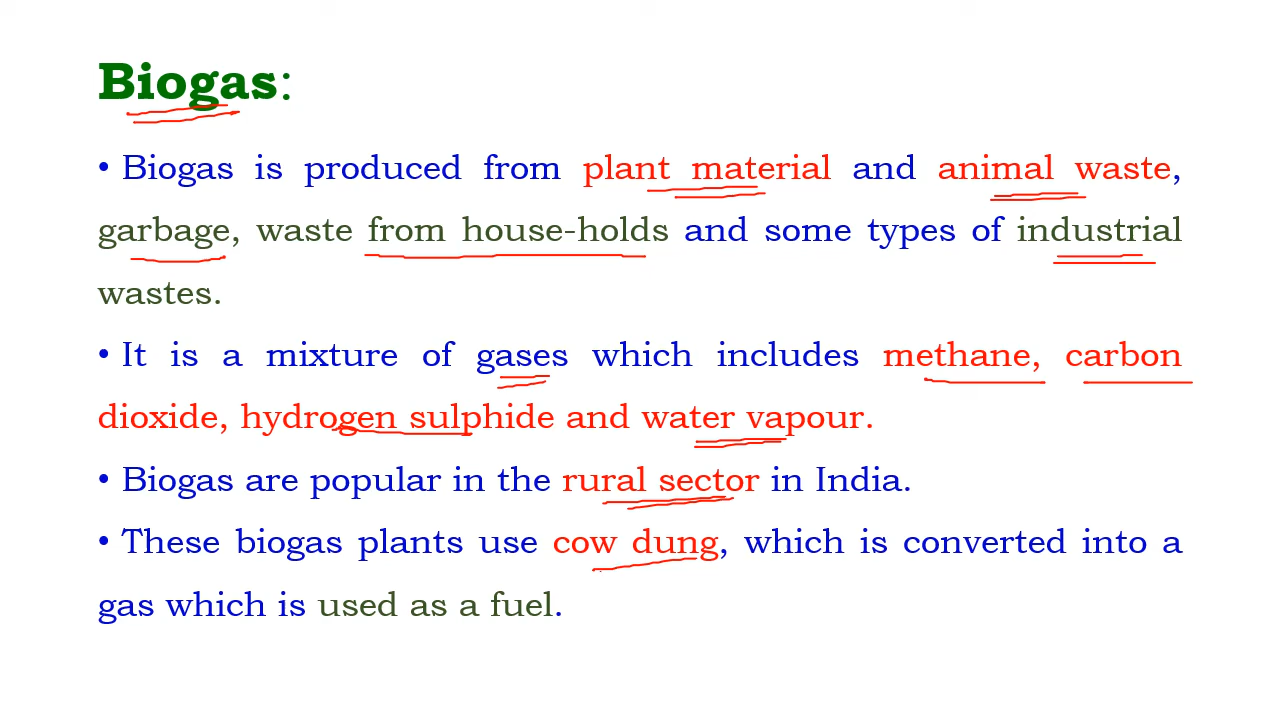 Biogas:
• Biogas is produced from plant material and animal waste,
garbage, waste from house-holds and some types of industrial
wastes.
• It is a mixture of gases which includes methane, carbon
dioxide, hydrogen sulphide and water vapour.
• Biogas are popular in the rural sector in India.
• These biogas plants use cow dung, which is converted into a
gas which is used as a fuel.